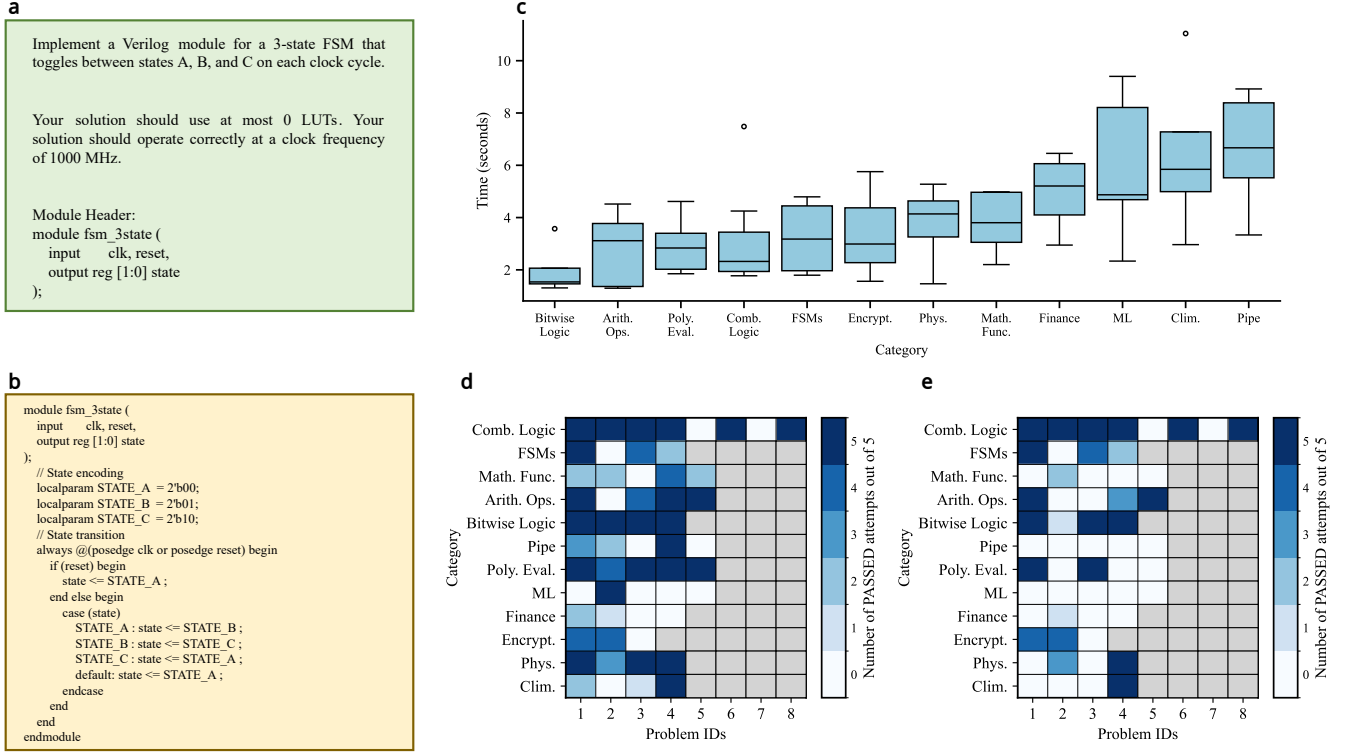 a
Implement a Verilog module for a 3-state FSM that
toggles between states A, B, and C on each clock cycle.
Your solution should use at most 0 LUTs. Your
solution should operate correctly at a clock frequency
of 1000 MHz.
Module Header:
module fsm_3state (
input clk, reset,
output reg [1:0] state
);
b
module fsm_3state (
input clk, reset,
output reg [1:0] state
);
// State encoding
localparam STATE_A = 2'b00;
localparam STATE_B = 2'b01;
localparam STATE_C = 2'b10;
// State transition
always @(posedge clk or posedge reset) begin
if (reset) begin
state <= STATE_A ;
end else begin
case (state)
STATE_A : state <= STATE_B ;
STATE_B : state <= STATE_C ;
STATE_C : state <= STATE_A ;
default: state <= STATE_A ;
endcase
end
end
endmodule
c
Time (seconds)
10
8
6
4
2
Bitwise Logic
Arith. Ops.
Poly. Eval.
Comb. Logic
FSMs
Encrypt.
Phys.
Math. Func.
Finance
ML
Clim.
Pipe
Category
d
Category
Comb. Logic
FSMs
Math. Func.
Arith. Ops.
Bitwise Logic
Pipe
Poly. Eval.
ML
Finance
Encrypt.
Phys.
Clim.
1 2 3 4 5 6 7 8
Problem IDs
5
4
3
2
1
0
Number of PASSED attempts out of 5
e
Category
Comb. Logic
FSMs
Math. Func.
Arith. Ops.
Bitwise Logic
Pipe
Poly. Eval.
ML
Finance
Encrypt.
Phys.
Clim.
1 2 3 4 5 6 7 8
Problem IDs
5
4
3
2
1
0
Number of PASSED attempts out of 5